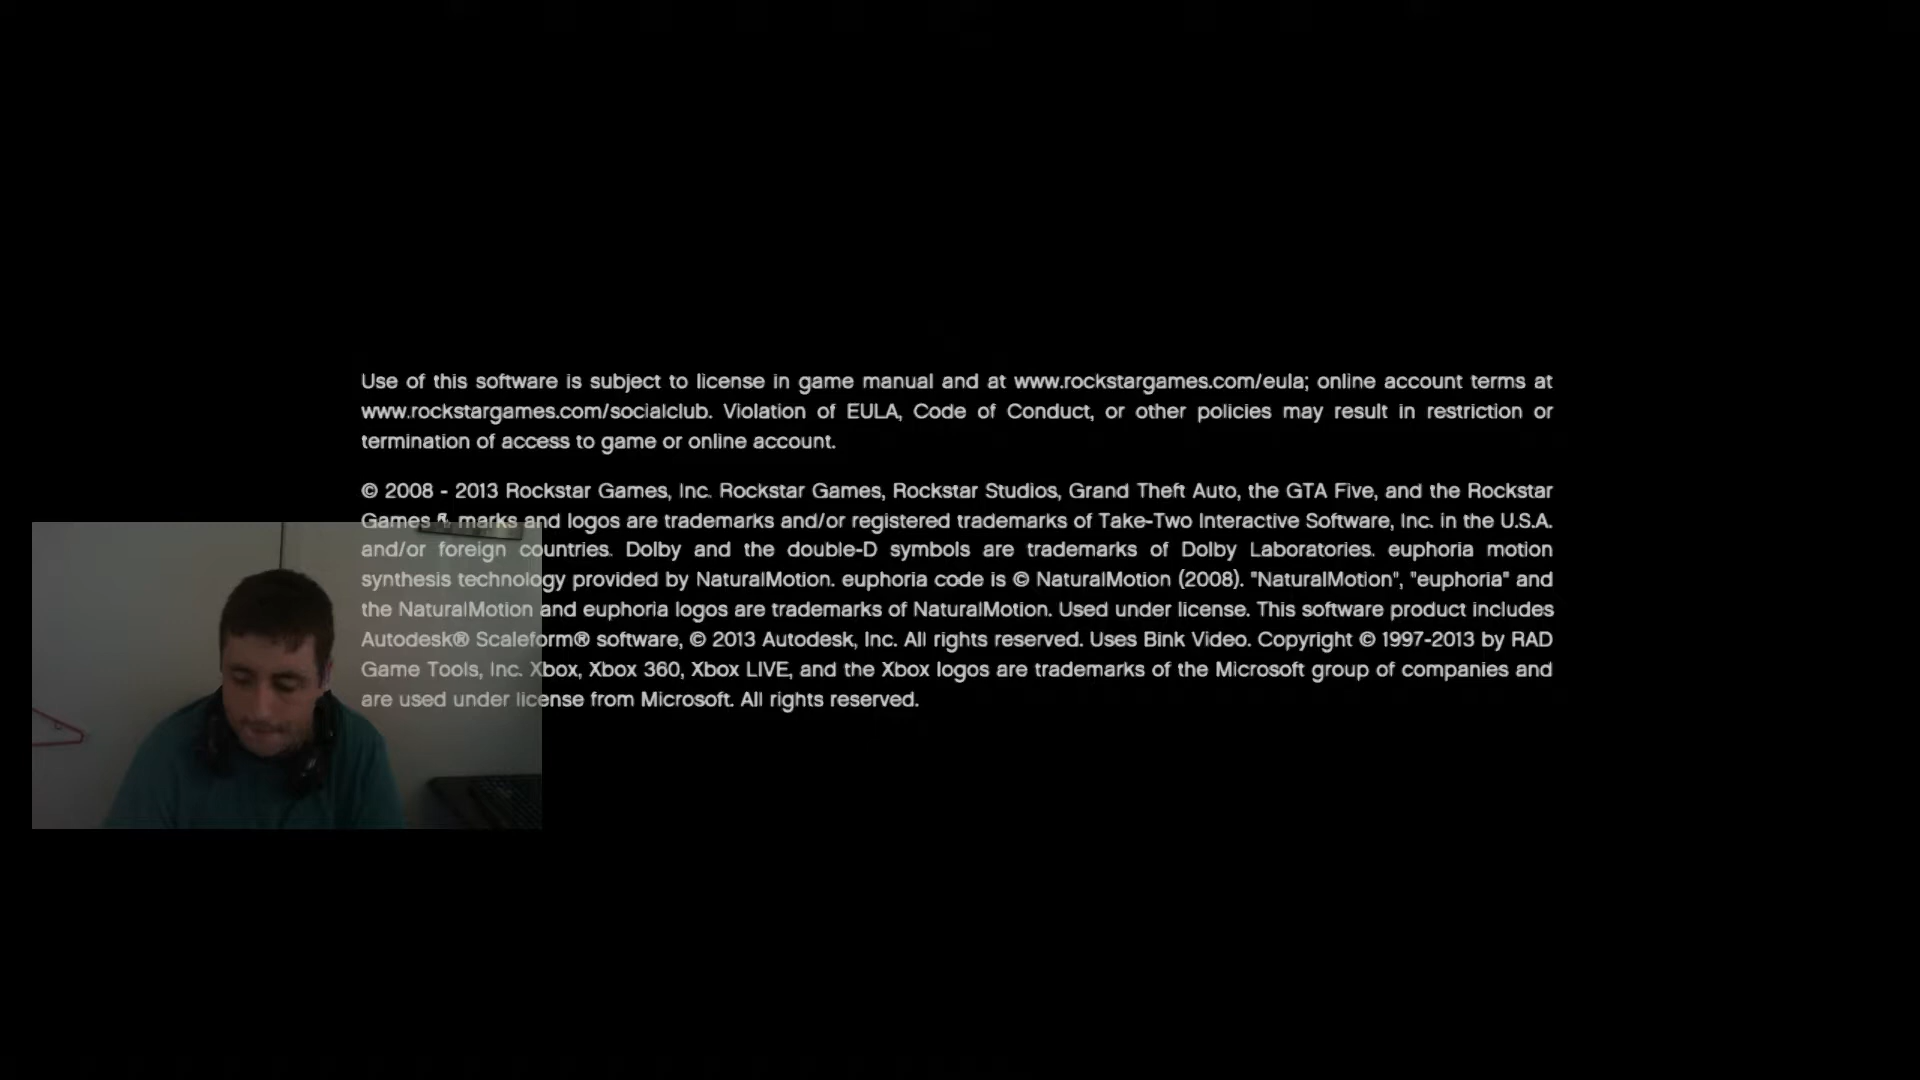 Use of this software is subject to license in game manual and at www.rockstargames.com/eula; online account terms at
www.rockstargames.com/socialclub. Violation of EULA, Code of Conduct, or other policies may result in restriction or
termination of access to game or online account.
© 2008 - 2013 Rockstar Games, Inc. Rockstar Games, Rockstar Studios, Grand Theft Auto, the GTA Five, and the Rockstar
Games R* marks and logos are trademarks and/or registered trademarks of Take-Two Interactive Software, Inc. in the U.S.A.
and/or foreign countries. Dolby and the double-D symbols are trademarks of Dolby Laboratories. euphoria motion
synthesis technology provided by NaturalMotion. euphoria code is © NaturalMotion (2008). "NaturalMotion", "euphoria" and
the NaturalMotion and euphoria logos are trademarks of NaturalMotion. Used under license. This software product includes
Autodesk® Scaleform® software, © 2013 Autodesk, Inc. All rights reserved. Uses Bink Video. Copyright © 1997-2013 by RAD
Game Tools, Inc. Xbox, Xbox 360, Xbox LIVE, and the Xbox logos are trademarks of the Microsoft group of companies and
are used under license from Microsoft. All rights reserved.